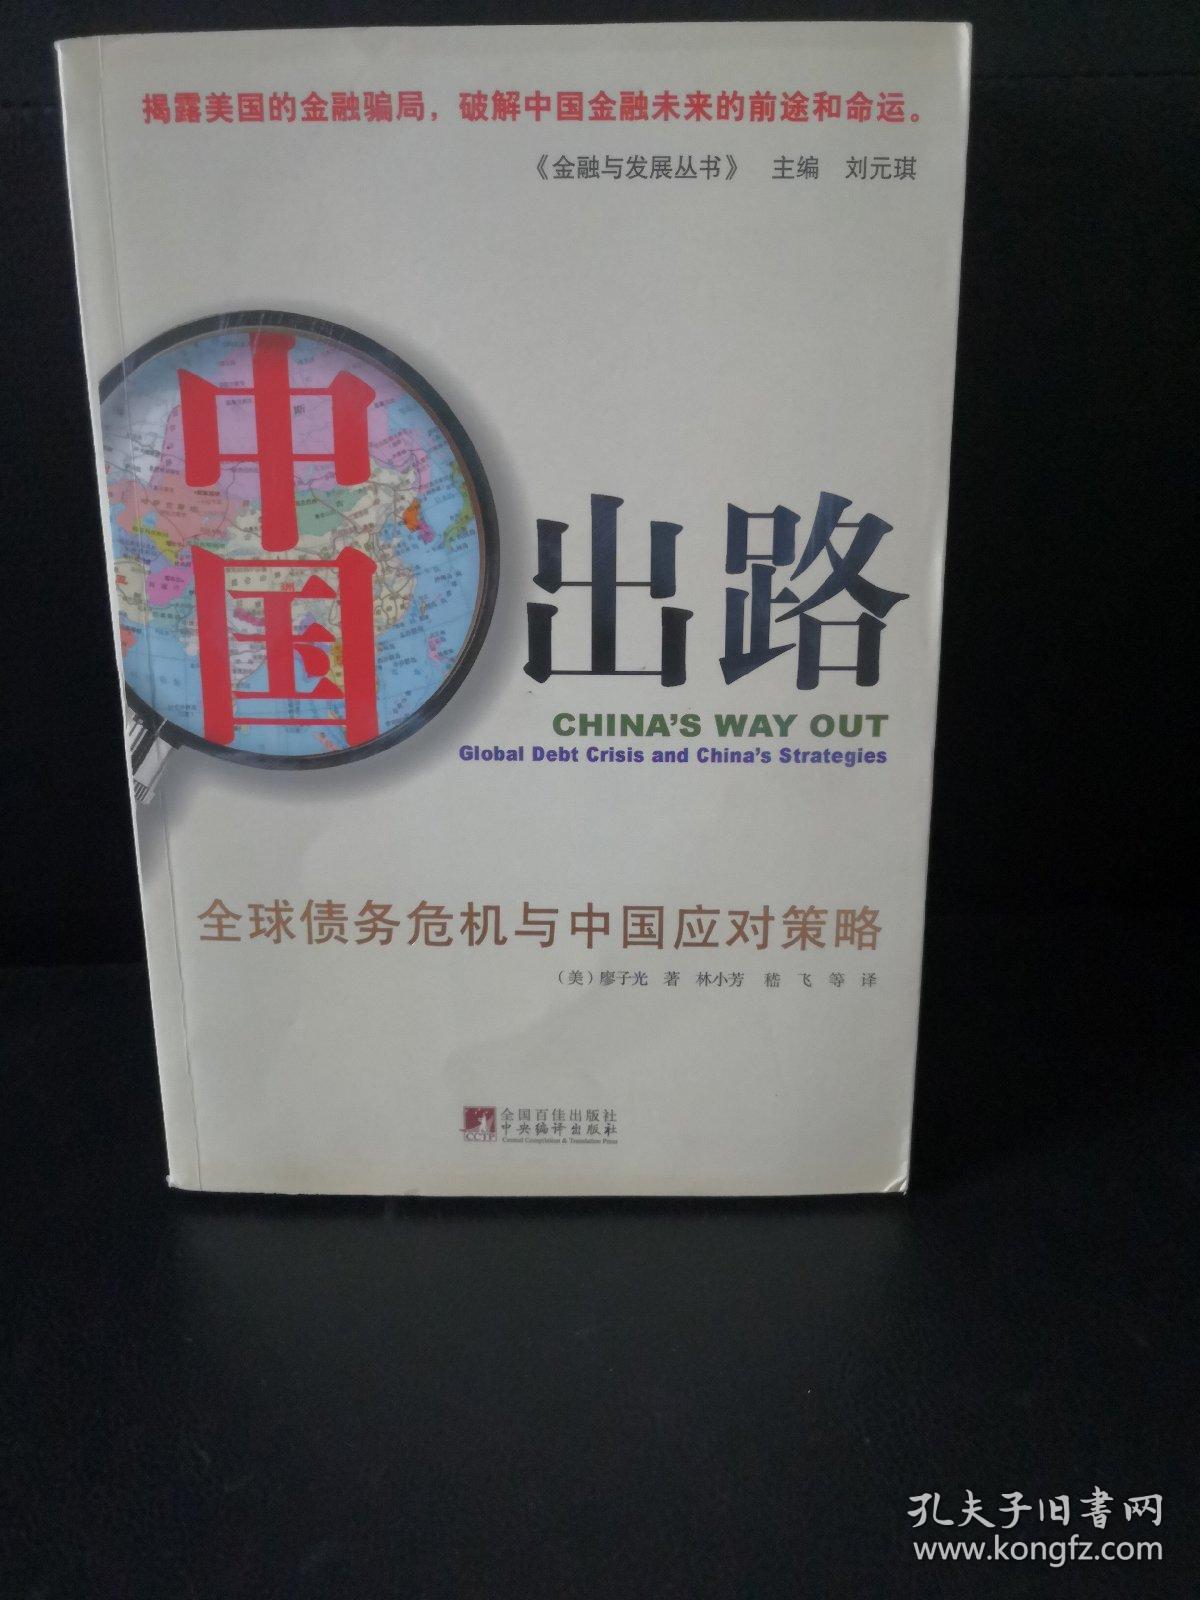 揭露美国的金融骗局，破解中国金融未来的前途和命运。
《金融与发展丛书》 主编 刘元琪
中国
出路
CHINA'S WAY OUT
Global Debt Crisis and China's Strategies
全球债务危机与中国应对策略
（美）廖子光 著 林小芳 嵇 飞 等 译
CCTP
全国百佳出版社
中央编译出版社
Central Compilation & Translation Press
孔夫子旧书网
www.kongfz.com